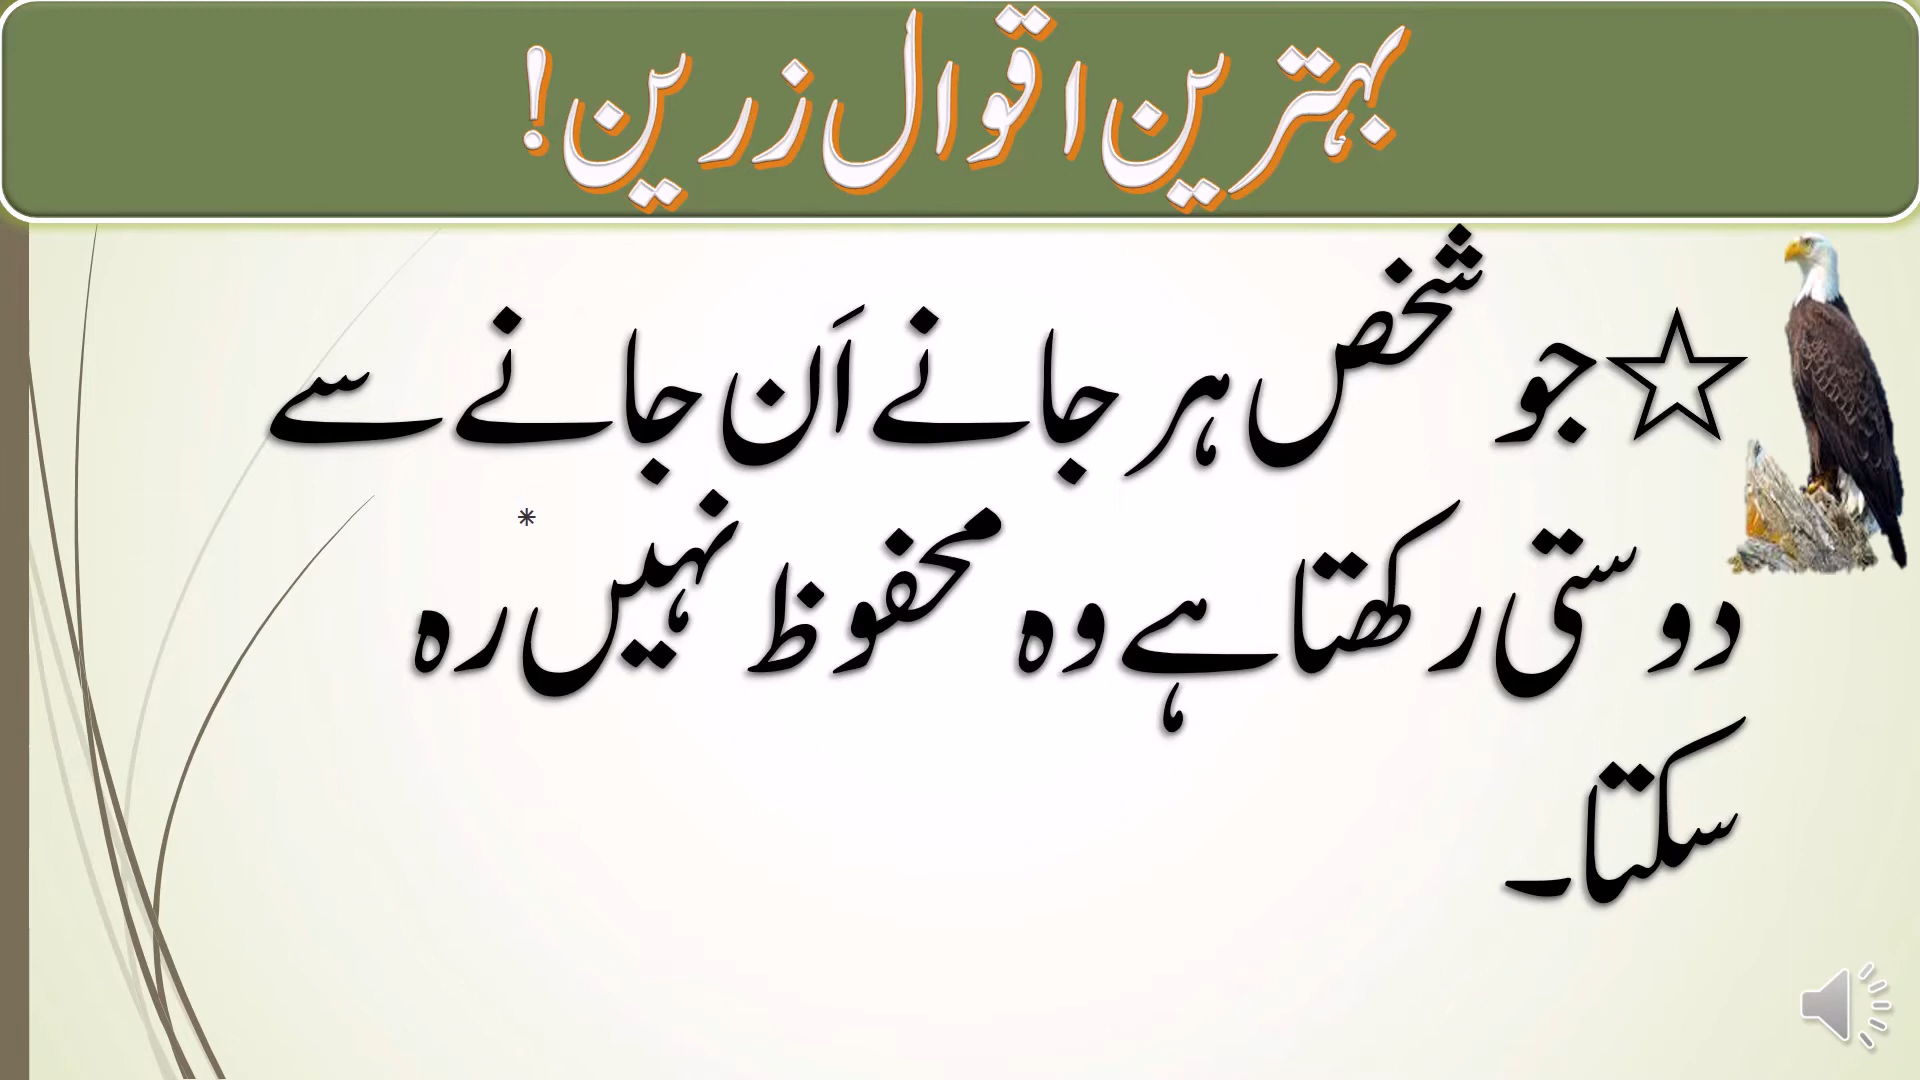 بہترین اقوال زرین!
☆جو شخص ہر جانے اَن جانے سے
دوستی رکھتا ہے وہ محفوظ نہیں رہ
سکتا۔